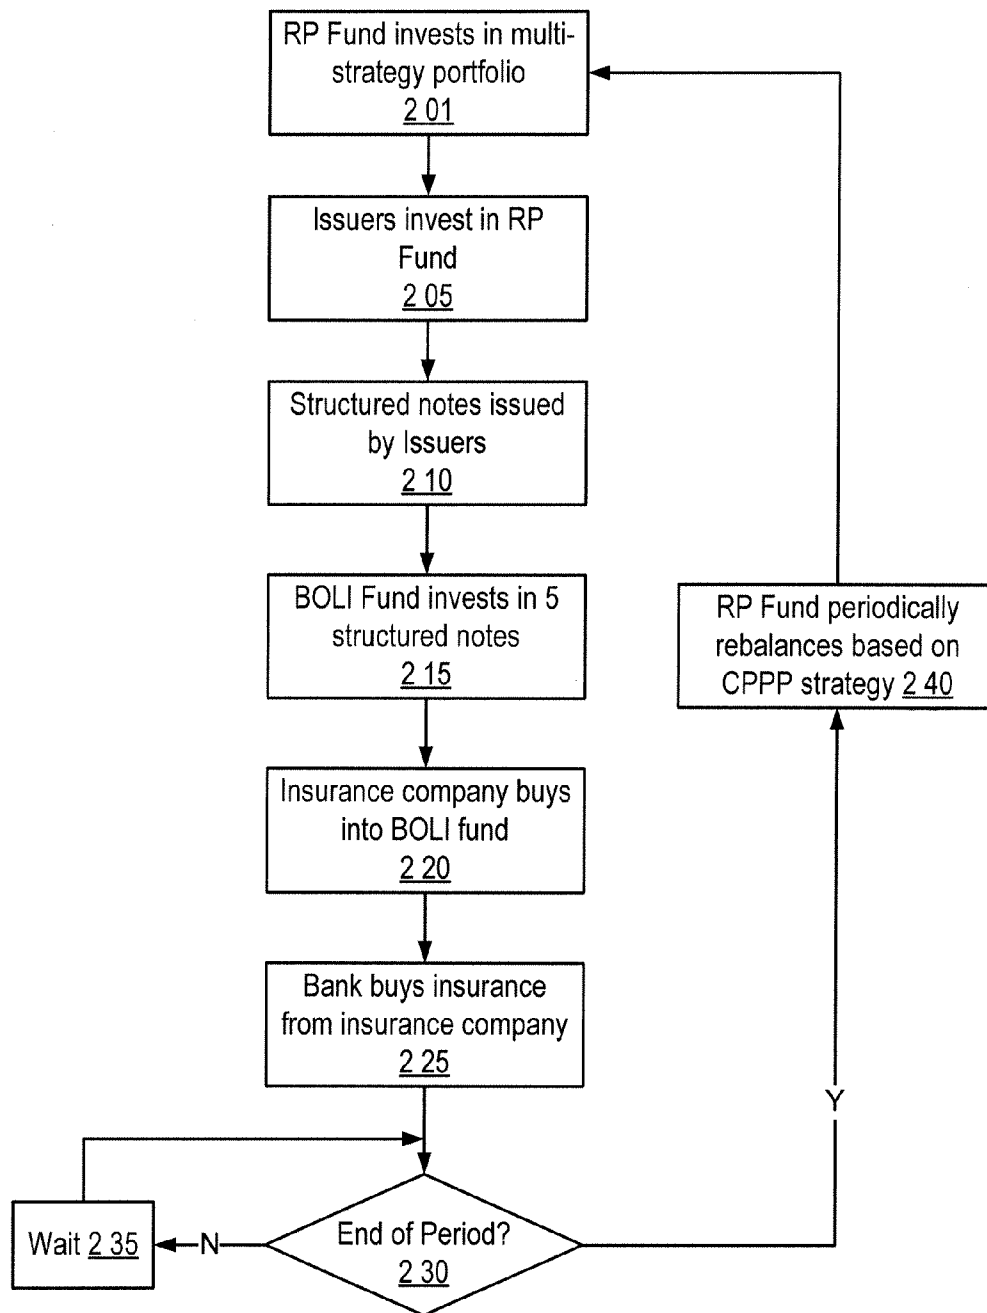 RP Fund invests in multi-
strategy portfolio
2 01
Issuers invest in RP
Fund
2 05
Structured notes issued
by Issuers
2 10
BOLI Fund invests in 5
structured notes
2 15
RP Fund periodically
rebalances based on
CPPP strategy 2 40
Insurance company buys
into BOLI fund
2 20
Bank buys insurance
from insurance company
2 25
Y
Wait 2 35
N
End of Period?
2 30